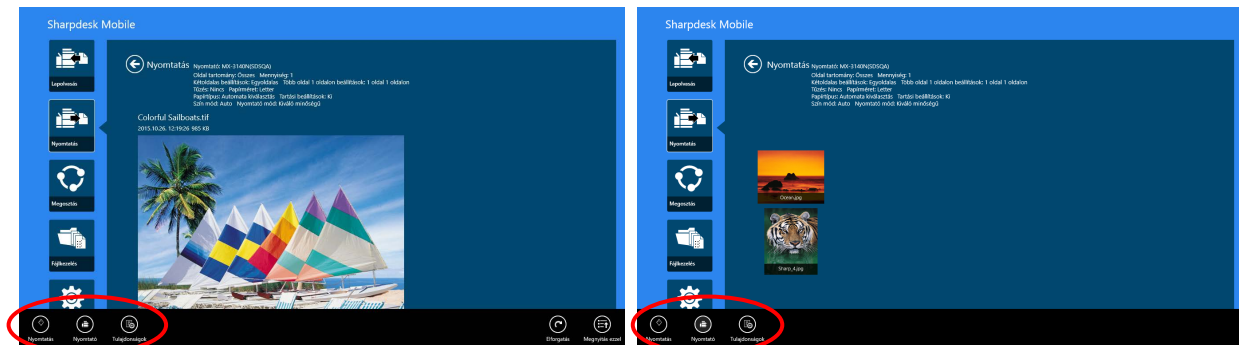 Sharpdesk Mobile
Lapolvasás
Nyomtatás
Megosztás
Fájlkezelés
Nyomtatás Nyomtató: MX-3140N(SDSQA)
Oldal tartomány: Összes Mennyiség: 1
Kétoldalas beállítások: Egyoldalas Több oldal 1 oldalon beállítások: 1 oldal 1 oldalon
Tűzés: Nincs Papírméret: Letter
Papírtípus: Automata kiválasztás Tartási beállítások: Ki
Szín mód: Auto Nyomtató mód: Kiváló minőségű
Colorful Sailboats.tif
2015.10.26. 12:19:26 985 KB
Nyomtatás Nyomtató Tulajdonságok Elforgatás Megnyitás ezzel
Sharpdesk Mobile
Lapolvasás
Nyomtatás
Megosztás
Fájlkezelés
Nyomtatás Nyomtató: MX-3140N(SDSQA)
Oldal tartomány: Összes Mennyiség: 1
Kétoldalas beállítások: Egyoldalas Több oldal 1 oldalon beállítások: 1 oldal 1 oldalon
Tűzés: Nincs Papírméret: Letter
Papírtípus: Automata kiválasztás Tartási beállítások: Ki
Szín mód: Auto Nyomtató mód: Kiváló minőségű
Ocean.jpg
Sharp_4.jpg
Nyomtatás Nyomtató Tulajdonságok